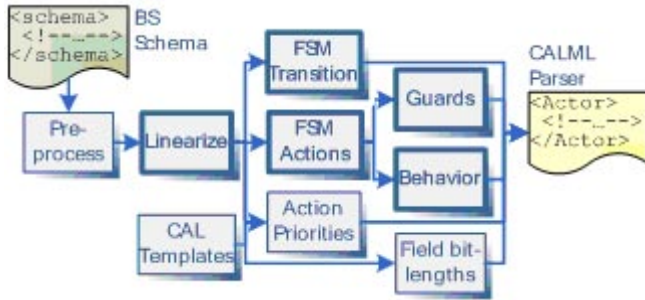 <schema>
<!--…-->
</schema>
BS
Schema
Pre-
process
Linearize
CAL
Templates
FSM
Transition
FSM
Actions
Action
Priorities
Guards
Behavior
Field bit-
lengths
CALML
Parser
<Actor>
<!--…-->
</Actor>